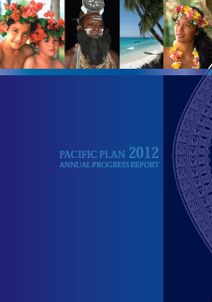 PACIFIC PLAN 2012
ANNUAL PROGRESS REPORT